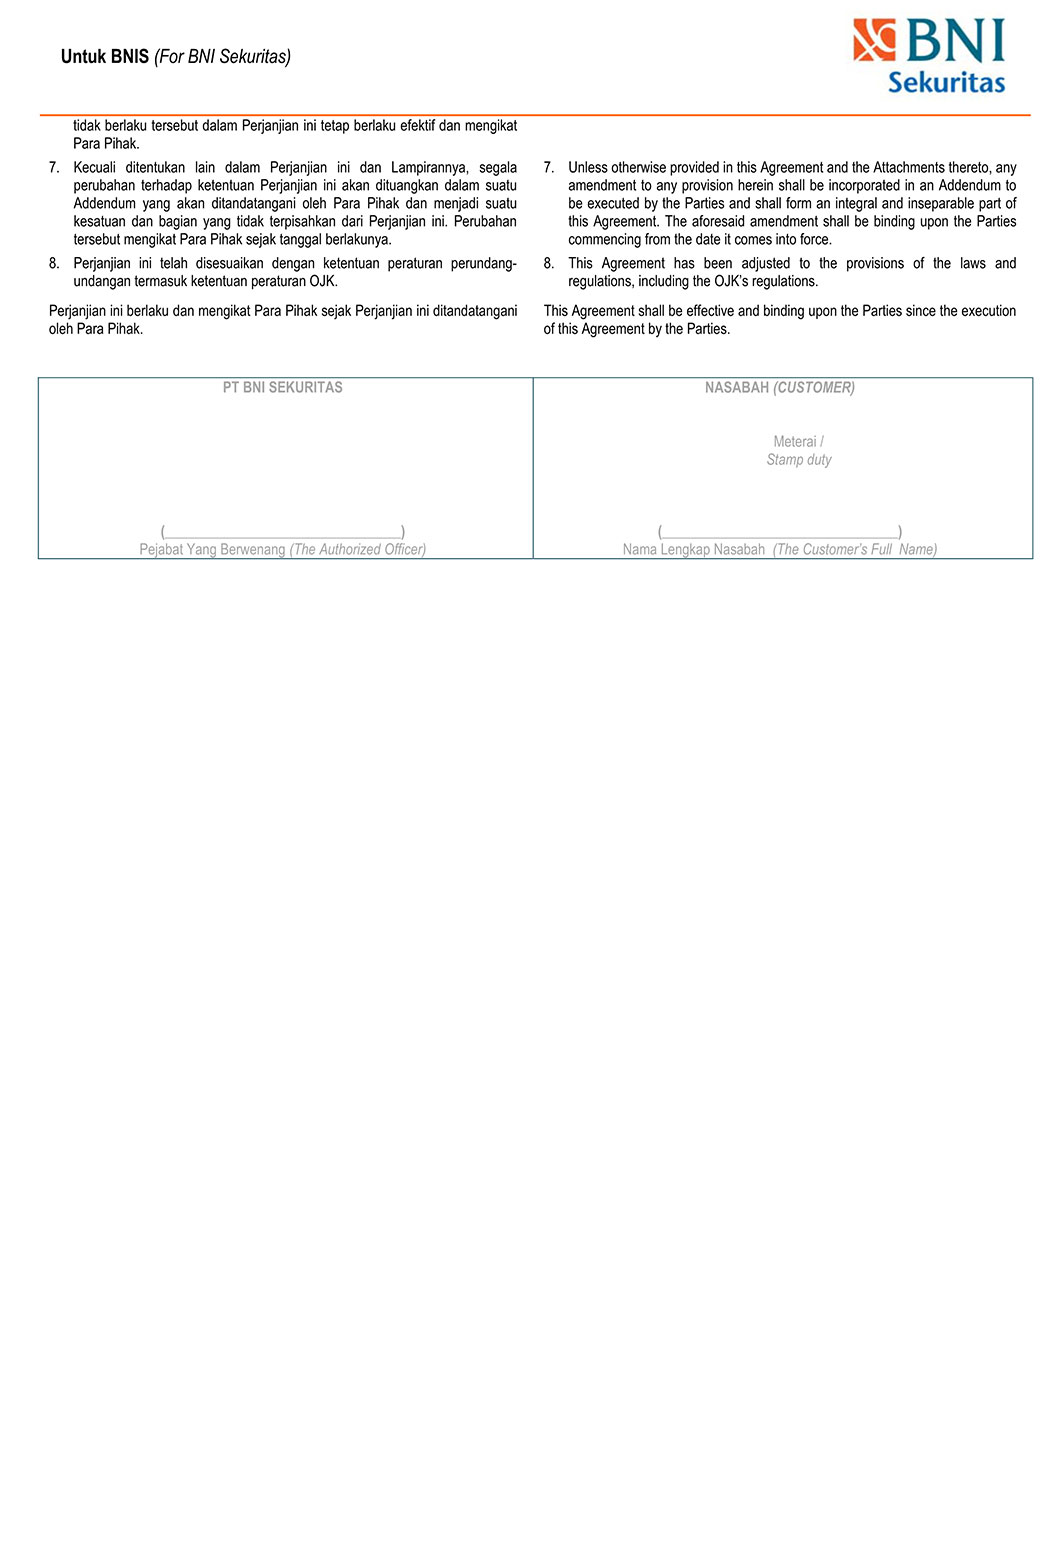 Untuk BNIS (For BNI Sekuritas)
BNI
Sekuritas
tidak berlaku tersebut dalam Perjanjian ini tetap berlaku efektif dan mengikat
Para Pihak.
7. Kecuali ditentukan lain dalam Perjanjian ini dan Lampirannya, segala
perubahan terhadap ketentuan Perjanjian ini akan dituangkan dalam suatu
Addendum yang akan ditandatangani oleh Para Pihak dan menjadi suatu
kesatuan dan bagian yang tidak terpisahkan dari Perjanjian ini. Perubahan
tersebut mengikat Para Pihak sejak tanggal berlakunya.
8. Perjanjian ini telah disesuaikan dengan ketentuan peraturan perundang-
undangan termasuk ketentuan peraturan OJK.
Perjanjian ini berlaku dan mengikat Para Pihak sejak Perjanjian ini ditandatangani
oleh Para Pihak.
7. Unless otherwise provided in this Agreement and the Attachments thereto, any
amendment to any provision herein shall be incorporated in an Addendum to
be executed by the Parties and shall form an integral and inseparable part of
this Agreement. The aforesaid amendment shall be binding upon the Parties
commencing from the date it comes into force.
8. This Agreement has been adjusted to the provisions of the laws and
regulations, including the OJK's regulations.
This Agreement shall be effective and binding upon the Parties since the execution
of this Agreement by the Parties.
PT BNI SEKURITAS
(______________________________)
Pejabat Yang Berwenang (The Authorized Officer)
NASABAH (CUSTOMER)
Meterai /
Stamp duty
(______________________________)
Nama Lengkap Nasabah (The Customer's Full Name)